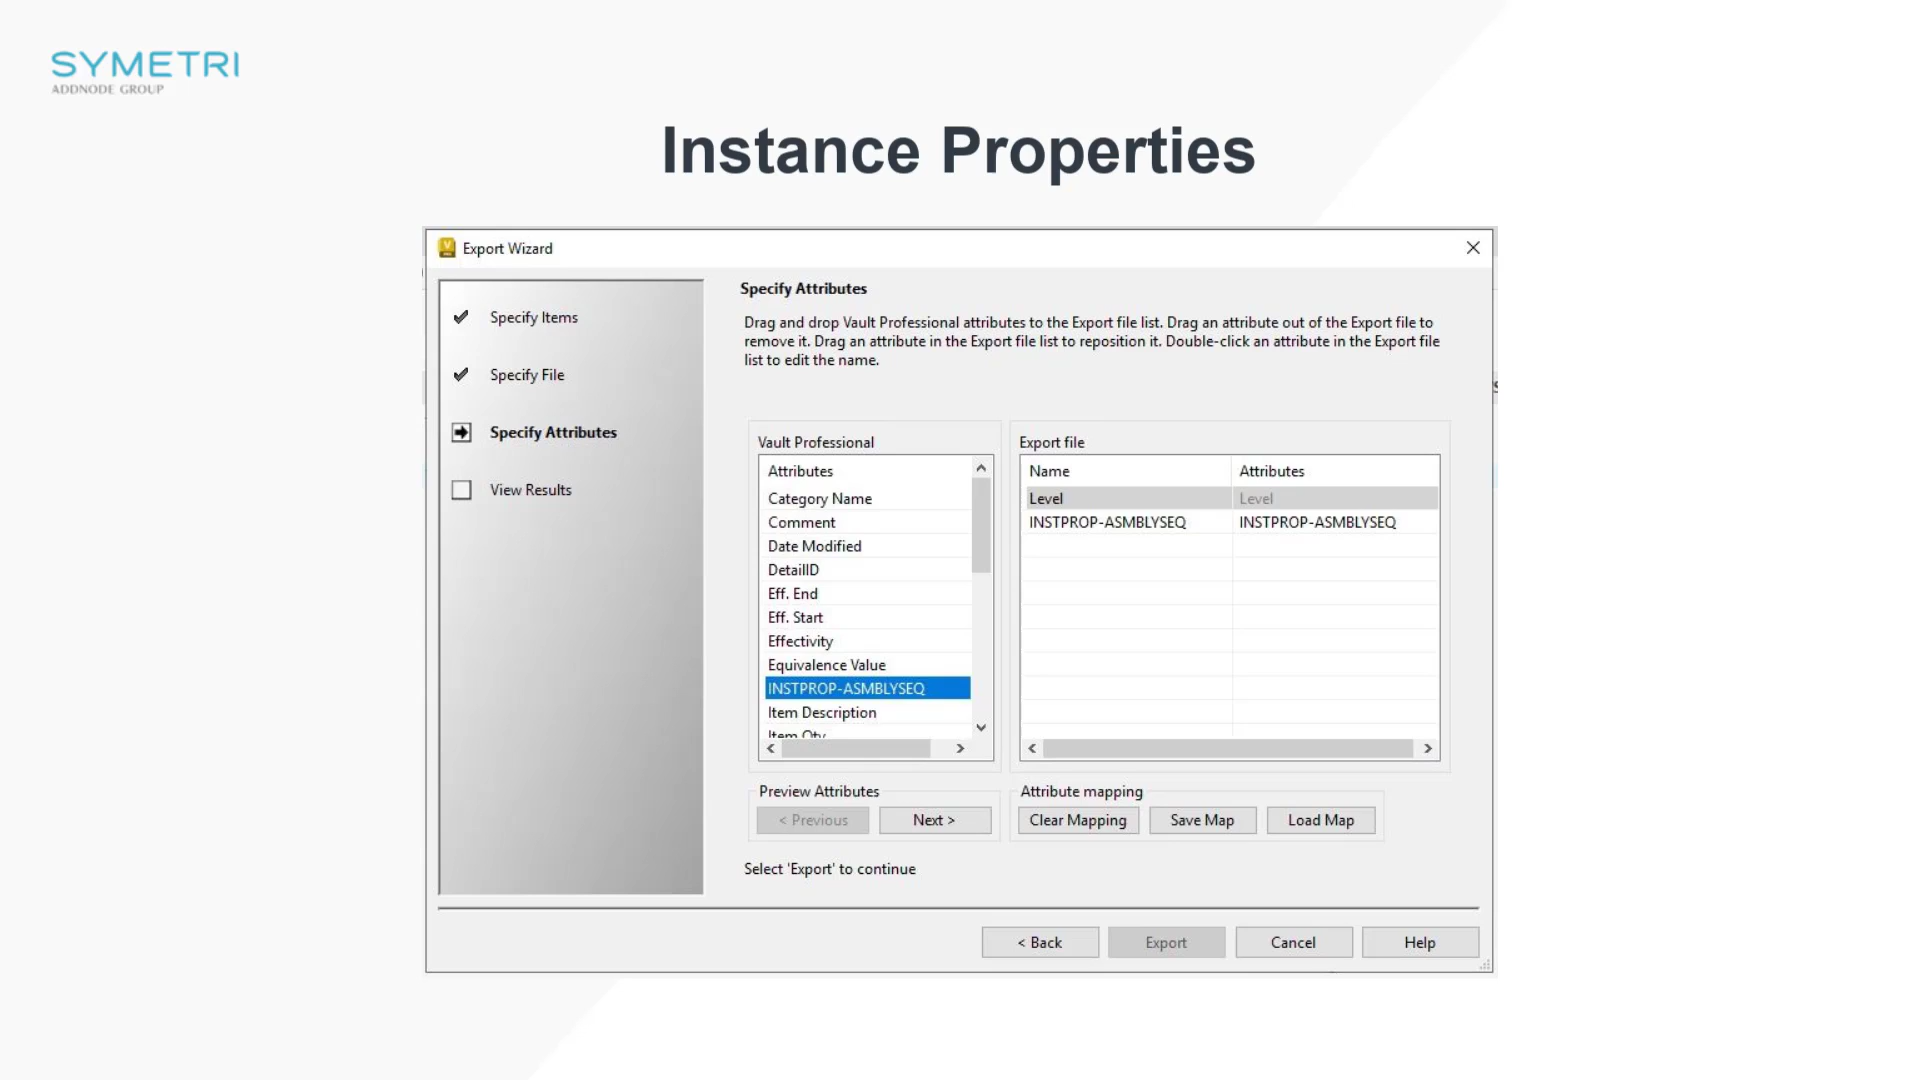 SYMETRI
ADDNODE GROUP
Instance Properties
Export Wizard
Specify Items
Specify File
Specify Attributes
View Results
Specify Attributes
Drag and drop Vault Professional attributes to the Export file list. Drag an attribute out of the Export file to
remove it. Drag an attribute in the Export file list to reposition it. Double-click an attribute in the Export file
list to edit the name.
Vault Professional
Attributes
Category Name
Comment
Date Modified
DetailID
Eff. End
Eff. Start
Effectivity
Equivalence Value
INSTPROP-ASMBLYSEQ
Item Description
Item Qty
Export file
Name Attributes
Level Level
INSTPROP-ASMBLYSEQ INSTPROP-ASMBLYSEQ
Preview Attributes
< Previous Next >
Attribute mapping
Clear Mapping Save Map Load Map
Select 'Export' to continue
< Back Export Cancel Help